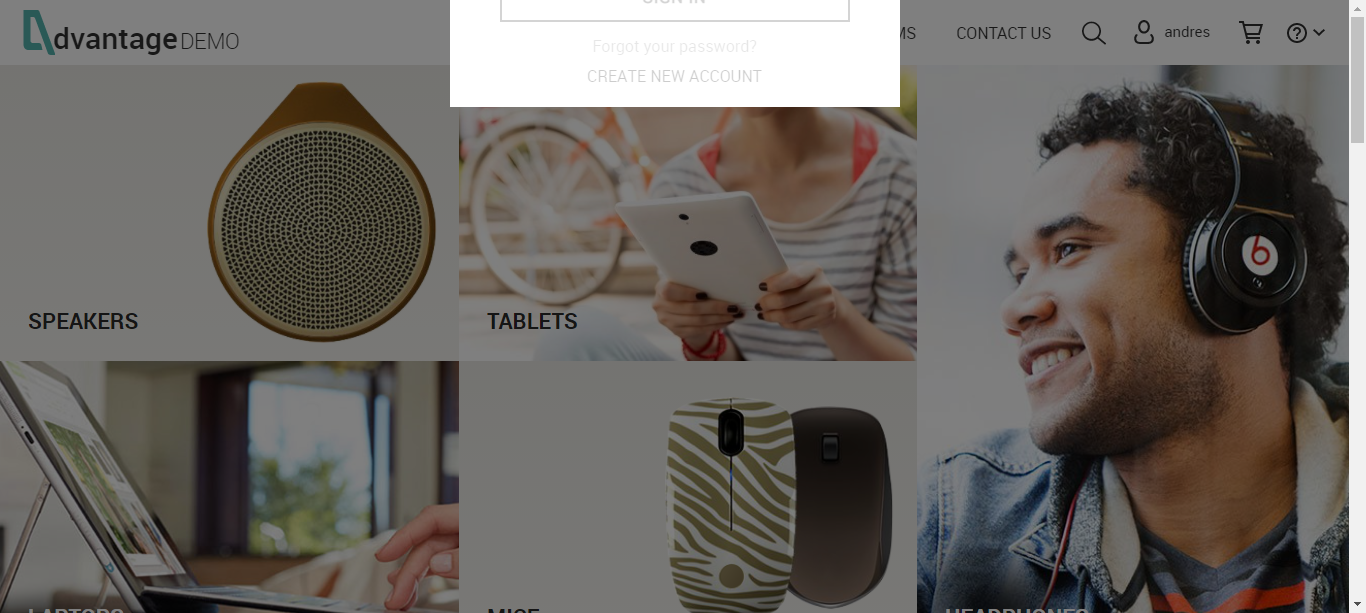 SIGN IN
dvantage DEMO
MS
CONTACT US
andres
Forgot your password?
CREATE NEW ACCOUNT
SPEAKERS
TABLETS
LAPTOPS
MICE
HEADPHONES